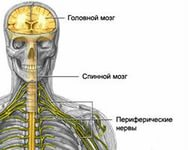 Головной мозг
Спинной мозг
Периферические
нервы